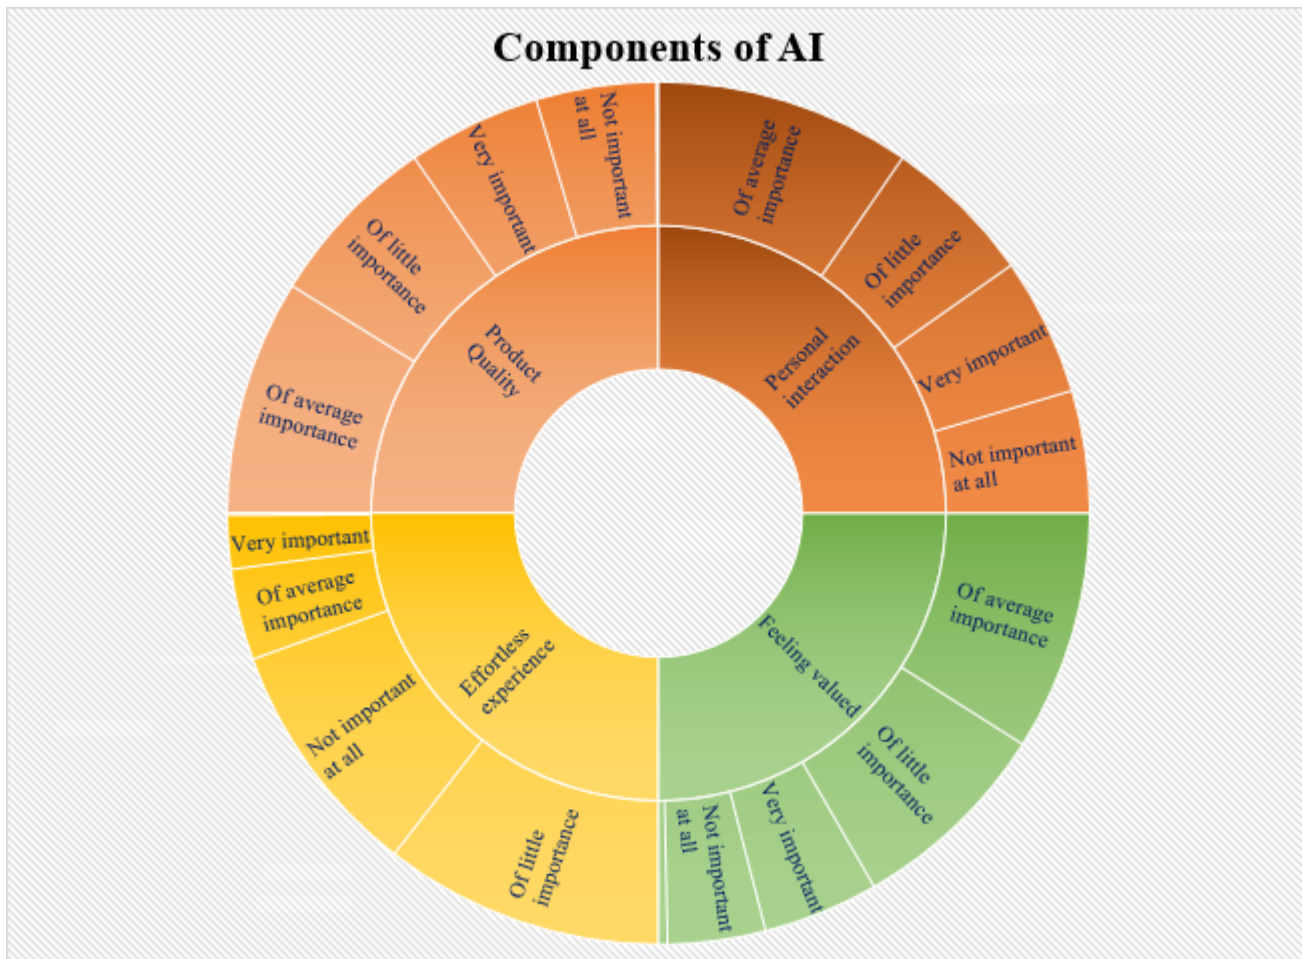 Components of AI
Of average
importance
Of little
importance
Very important
Not important
at all
Personal
interaction
Of average
importance
Of little
importance
Very important
Not important
at all
Feeling valued
Of little
importance
Not important
at all
Of average
importance
Very important
Effortless
experience
Of average
importance
Of little
importance
Very important
Not important
at all
Product
Quality